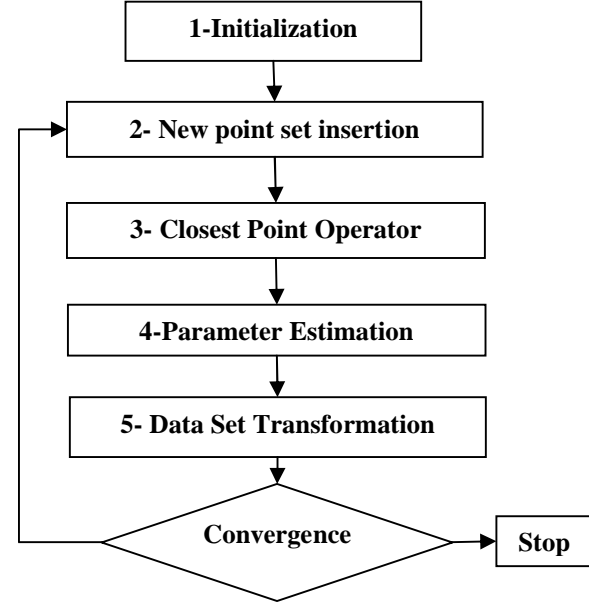 1-Initialization
2- New point set insertion
3- Closest Point Operator
4-Parameter Estimation
5- Data Set Transformation
Convergence
Stop